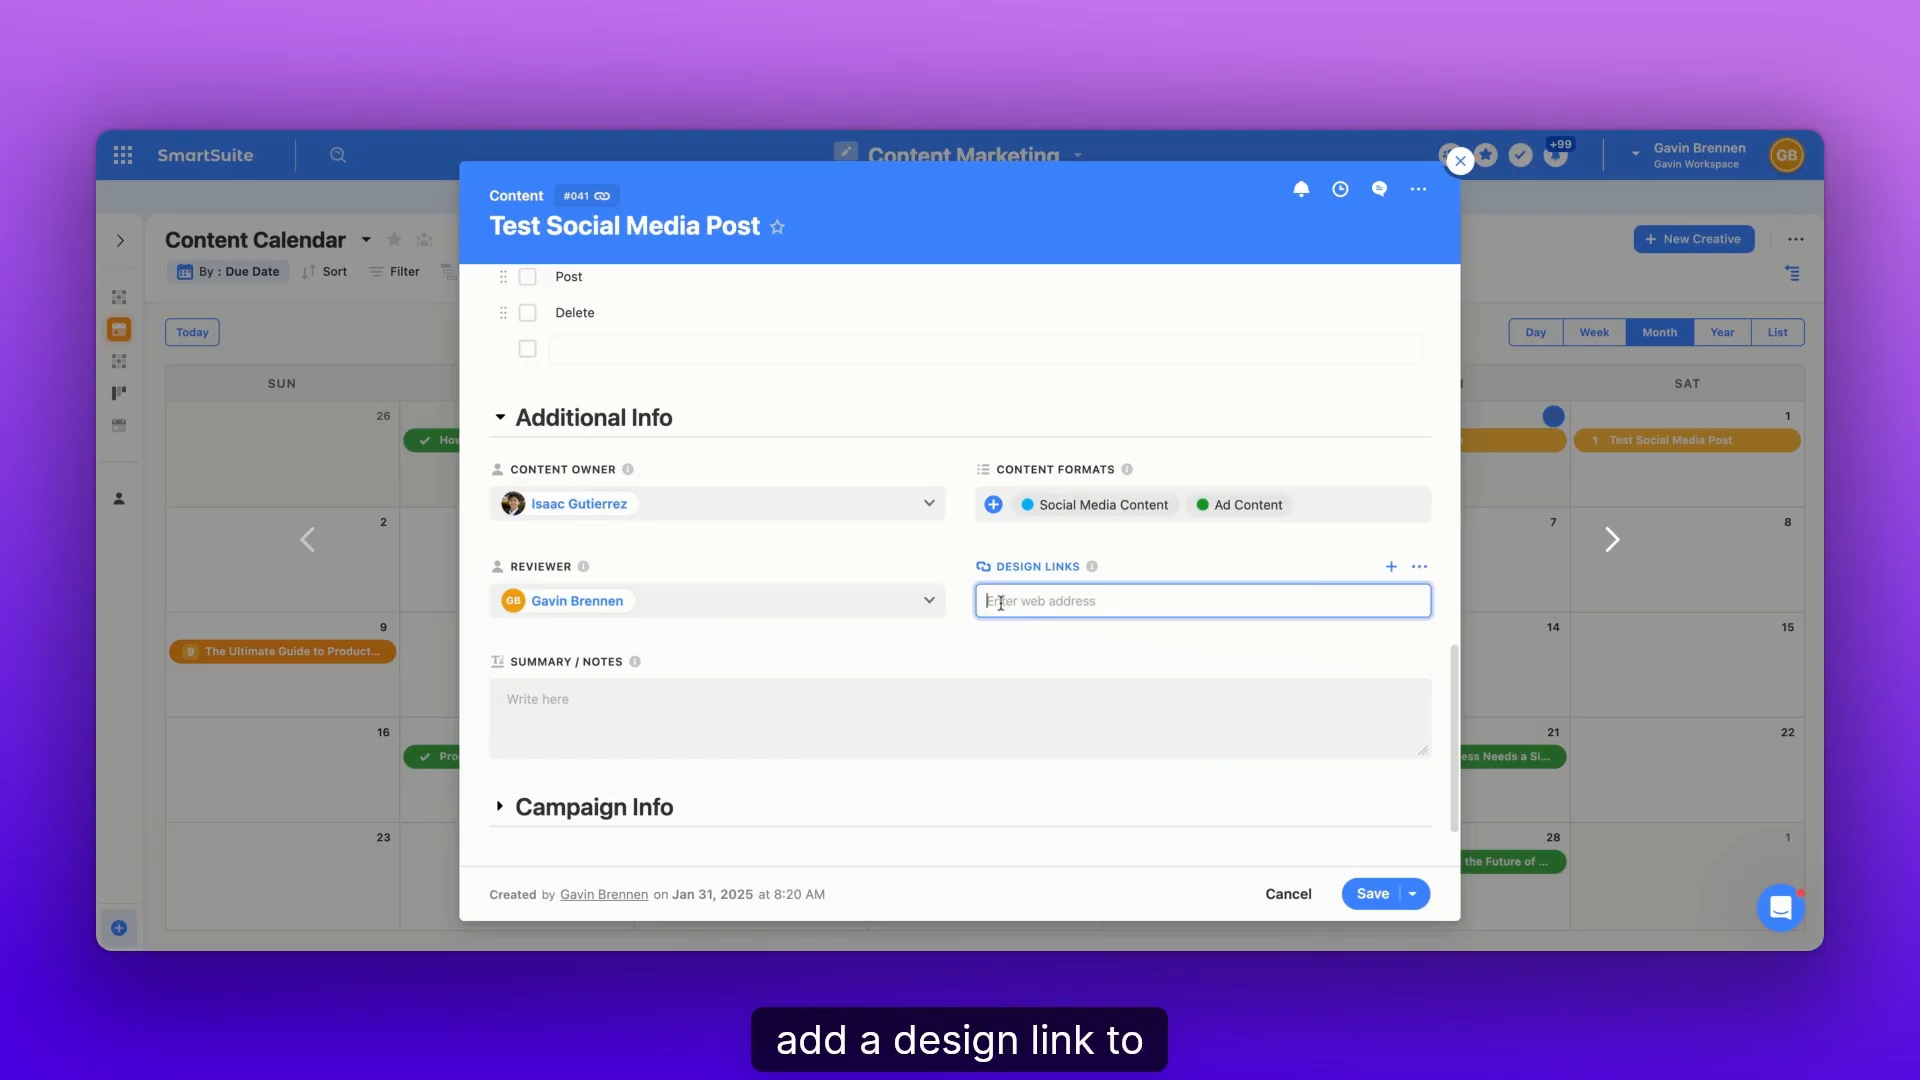 SmartSuite
Content Marketing
+99
Gavin Brennen
Gavin Workspace
GB
Content #041
Test Social Media Post
Content Calendar
By : Due Date Sort Filter
+ New Creative
Today
Day Week Month Year List
SUN
SAT
26
How
1
1 Test Social Media Post
2
7
8
9
9 The Ultimate Guide to Product...
14
15
16
Pro
21
ess Needs a Si...
22
23
28
the Future of ...
1
Post
Delete
Additional Info
CONTENT OWNER
Isaac Gutierrez
CONTENT FORMATS
Social Media Content Ad Content
REVIEWER
GB Gavin Brennen
DESIGN LINKS
Enter web address
SUMMARY / NOTES
Write here
Campaign Info
Created by Gavin Brennen on Jan 31, 2025 at 8:20 AM
Cancel Save
add a design link to